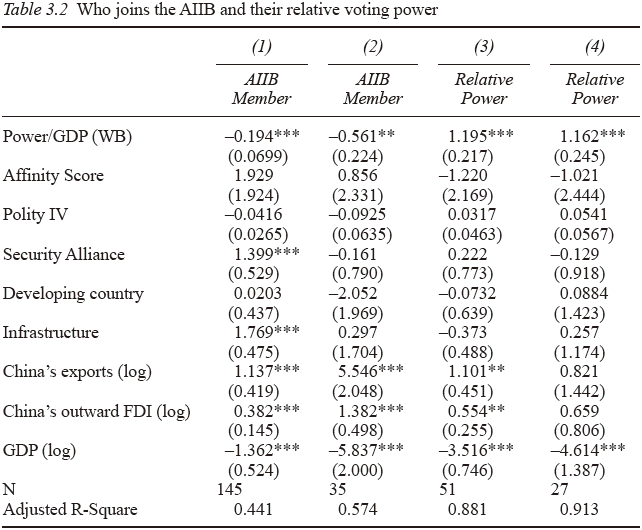 Table 3.2 Who joins the AIIB and their relative voting power
(1) (2) (3) (4)
AIIB AIIB Relative Relative
Member Member Power Power
Power/GDP (WB) –0.194*** –0.561** 1.195*** 1.162***
(0.0699) (0.224) (0.217) (0.245)
Affinity Score 1.929 0.856 –1.220 –1.021
(1.924) (2.331) (2.169) (2.444)
Polity IV –0.0416 –0.0925 0.0317 0.0541
(0.0265) (0.0635) (0.0463) (0.0567)
Security Alliance 1.399*** –0.161 0.222 –0.129
(0.529) (0.790) (0.773) (0.918)
Developing country 0.0203 –2.052 –0.0732 0.0884
(0.437) (1.969) (0.639) (1.423)
Infrastructure 1.769*** 0.297 –0.373 0.257
(0.475) (1.704) (0.488) (1.174)
China’s exports (log) 1.137*** 5.546*** 1.101** 0.821
(0.419) (2.048) (0.451) (1.442)
China’s outward FDI (log) 0.382*** 1.382*** 0.554** 0.659
(0.145) (0.498) (0.255) (0.806)
GDP (log) –1.362*** –5.837*** –3.516*** –4.614***
(0.524) (2.000) (0.746) (1.387)
N 145 35 51 27
Adjusted R-Square 0.441 0.574 0.881 0.913